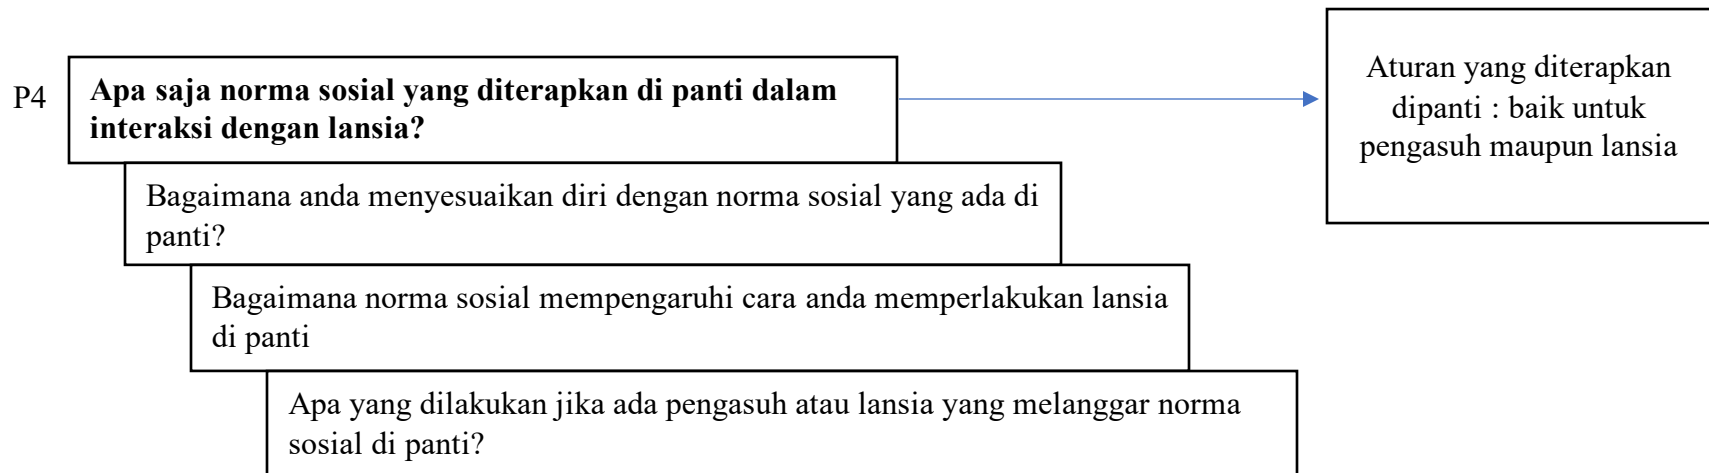 P4
Apa saja norma sosial yang diterapkan di panti dalam
interaksi dengan lansia?
Aturan yang diterapkan
dipanti : baik untuk
pengasuh maupun lansia
Bagaimana anda menyesuaikan diri dengan norma sosial yang ada di
panti?
Bagaimana norma sosial mempengaruhi cara anda memperlakukan lansia
di panti
Apa yang dilakukan jika ada pengasuh atau lansia yang melanggar norma
sosial di panti?